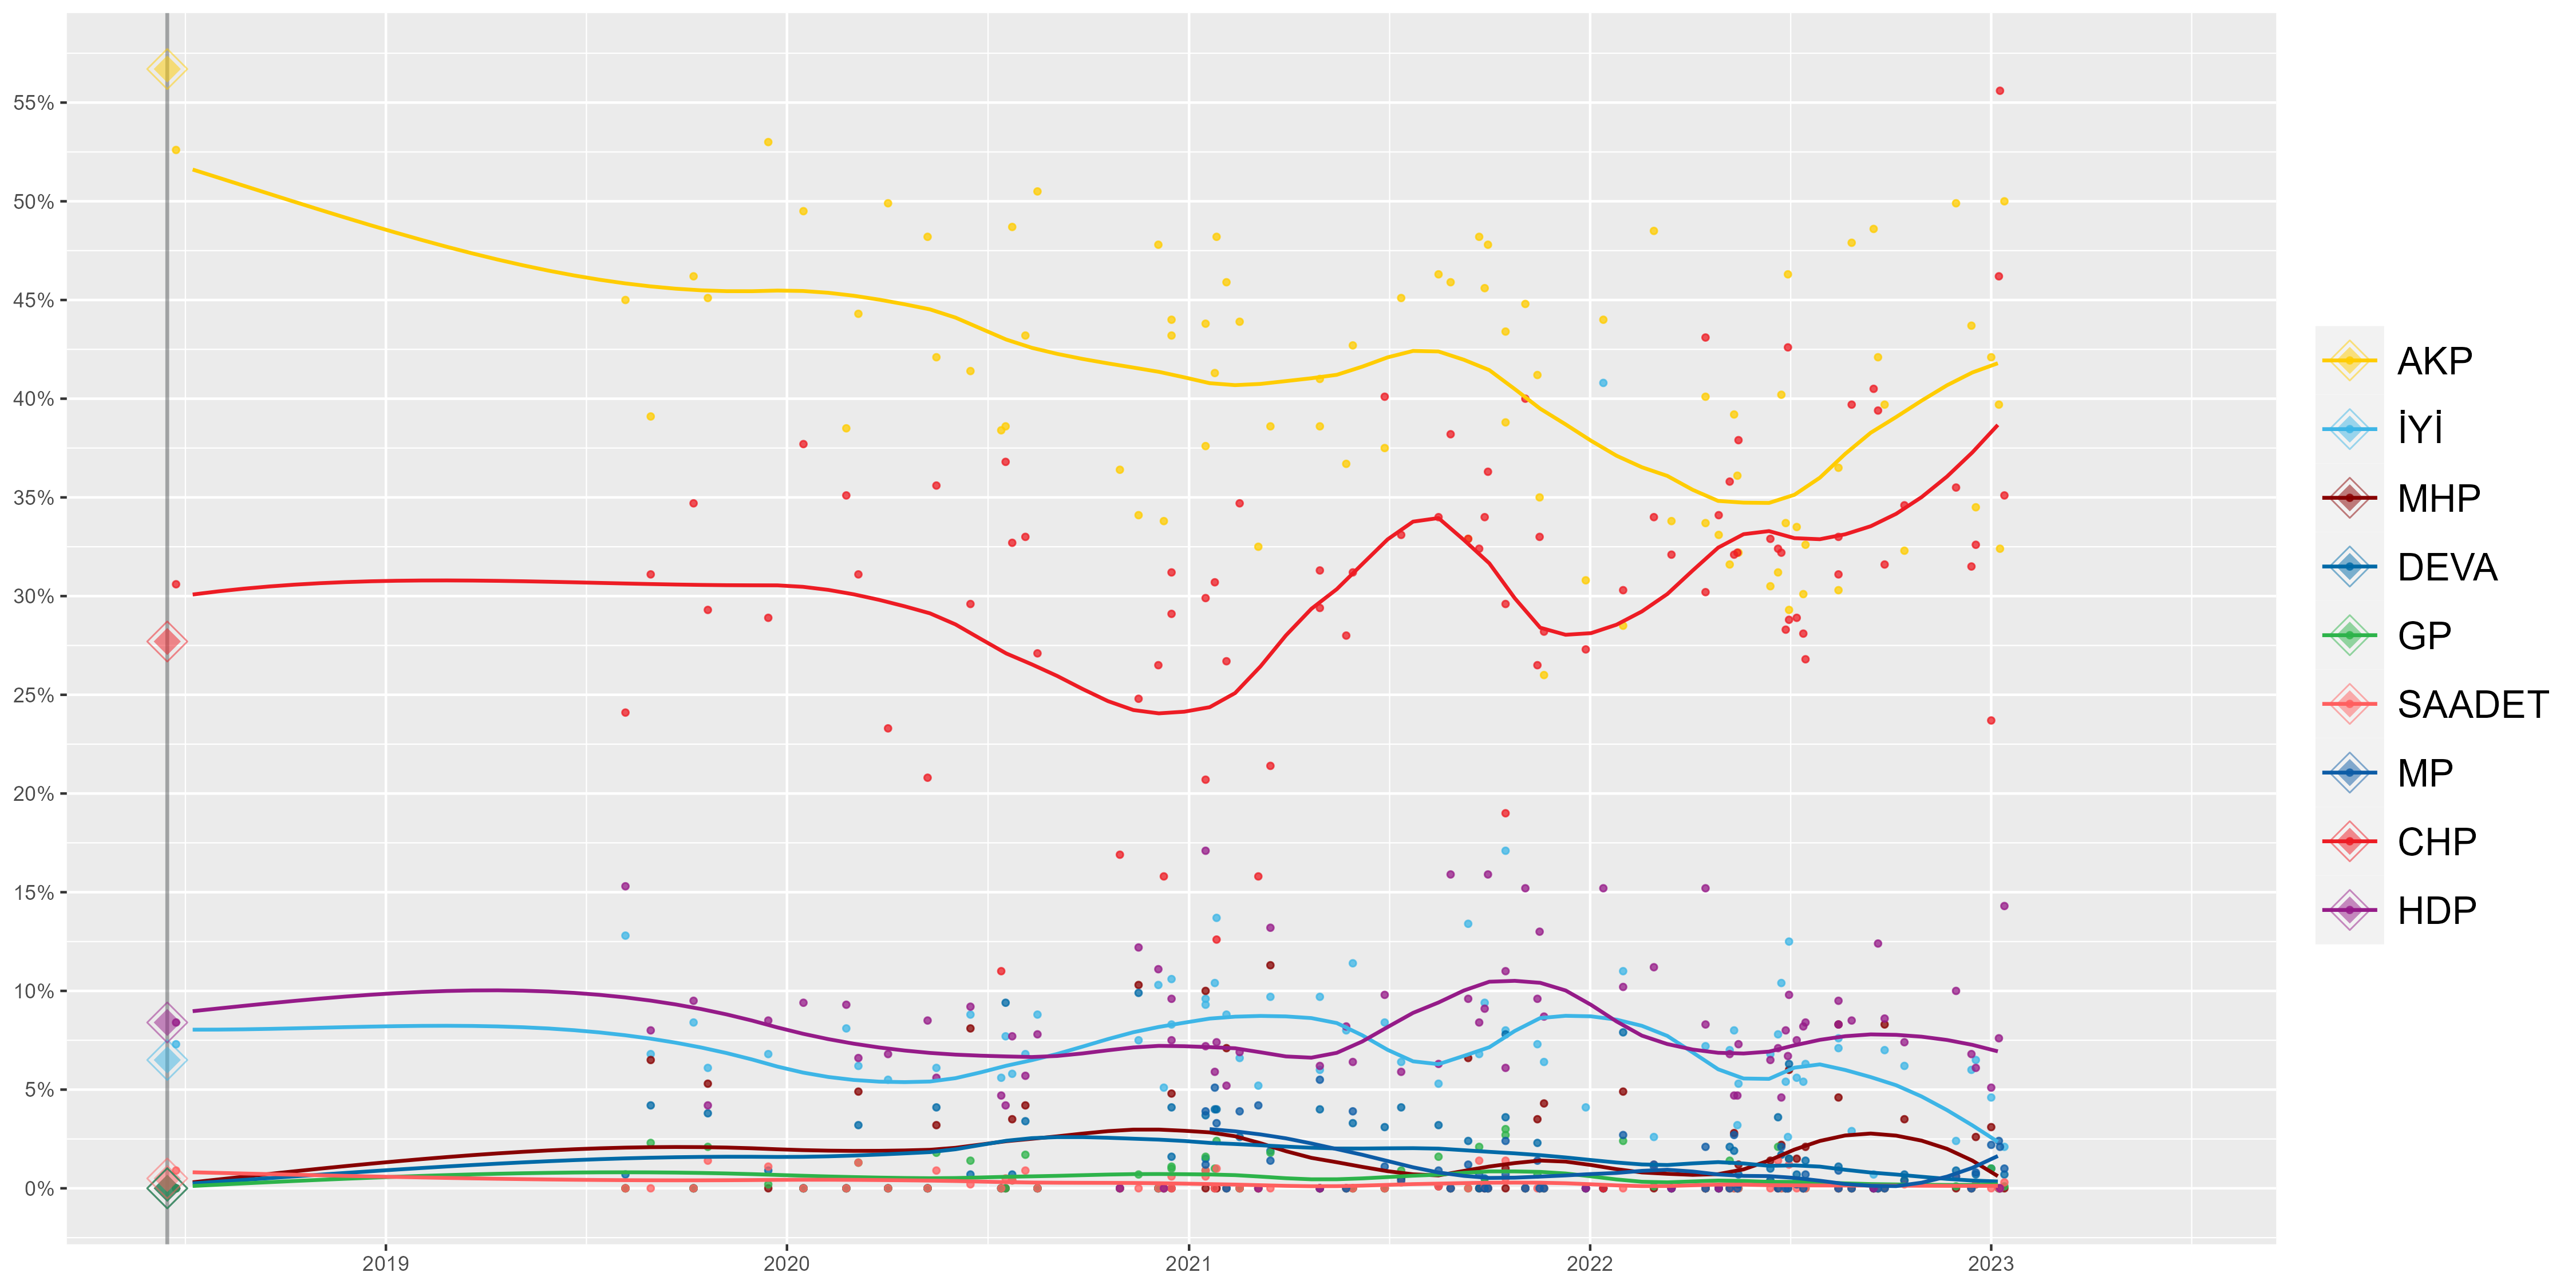 55%
50%
45%
40%
35%
30%
25%
20%
15%
10%
5%
0%
2019 2020 2021 2022 2023
AKP
İYİ
MHP
DEVA
GP
SAADET
MP
CHP
HDP